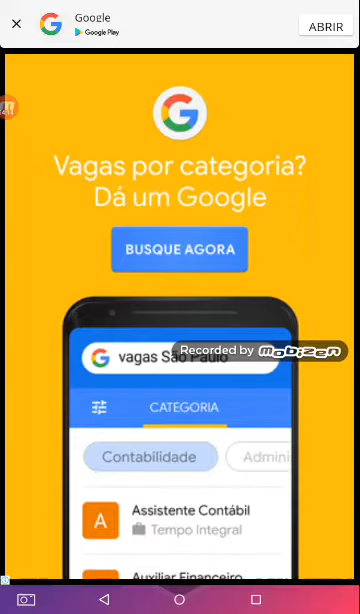 Google
Google Play
ABRIR
Vagas por categoria?
Dá um Google
BUSQUE AGORA
vagas São Paulo
Recorded by mobizen
CATEGORIA
Contabilidade
Admini
A
Assistente Contábil
Tempo Integral
Auxiliar Financeiro